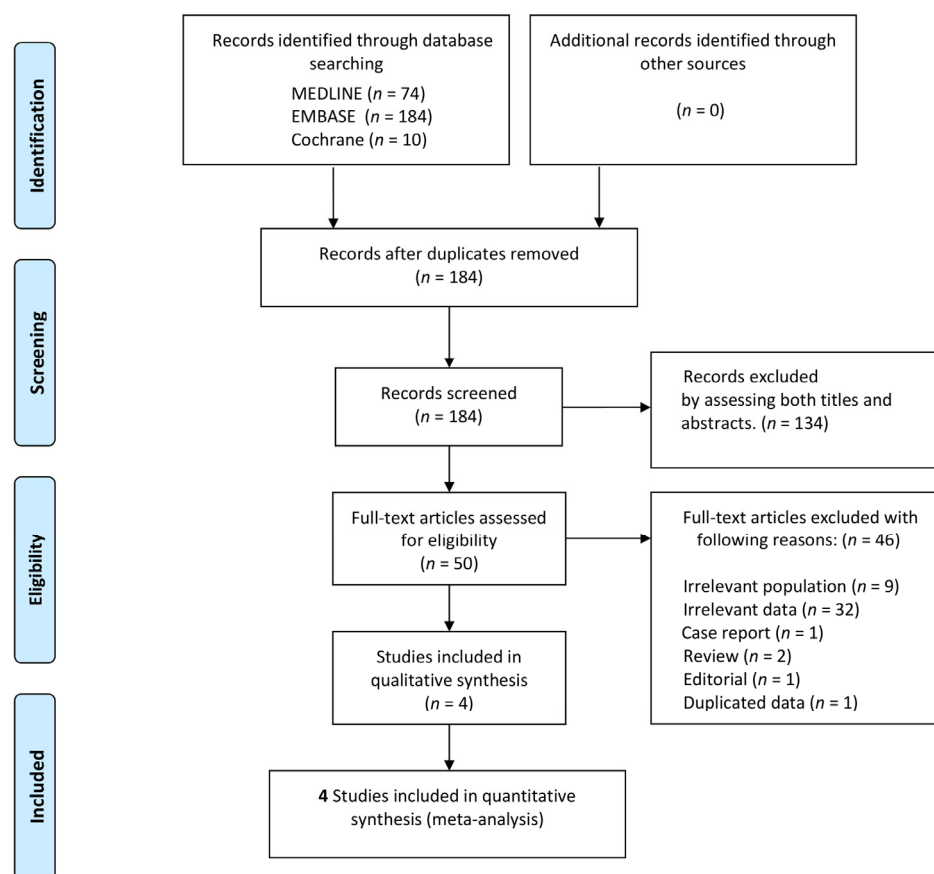 Identification
Records identified through database
searching
MEDLINE (n = 74)
EMBASE (n = 184)
Cochrane (n = 10)
Additional records identified through
other sources
(n = 0)
Records after duplicates removed
(n = 184)
Screening
Records screened
(n = 184)
Records excluded
by assessing both titles and
abstracts. (n = 134)
Eligibility
Full-text articles assessed
for eligibility
(n = 50)
Full-text articles excluded with
following reasons: (n = 46)
Irrelevant population (n = 9)
Irrelevant data (n = 32)
Case report (n = 1)
Review (n = 2)
Editorial (n = 1)
Duplicated data (n = 1)
Studies included in
qualitative synthesis
(n = 4)
Included
4 Studies included in quantitative
synthesis (meta-analysis)